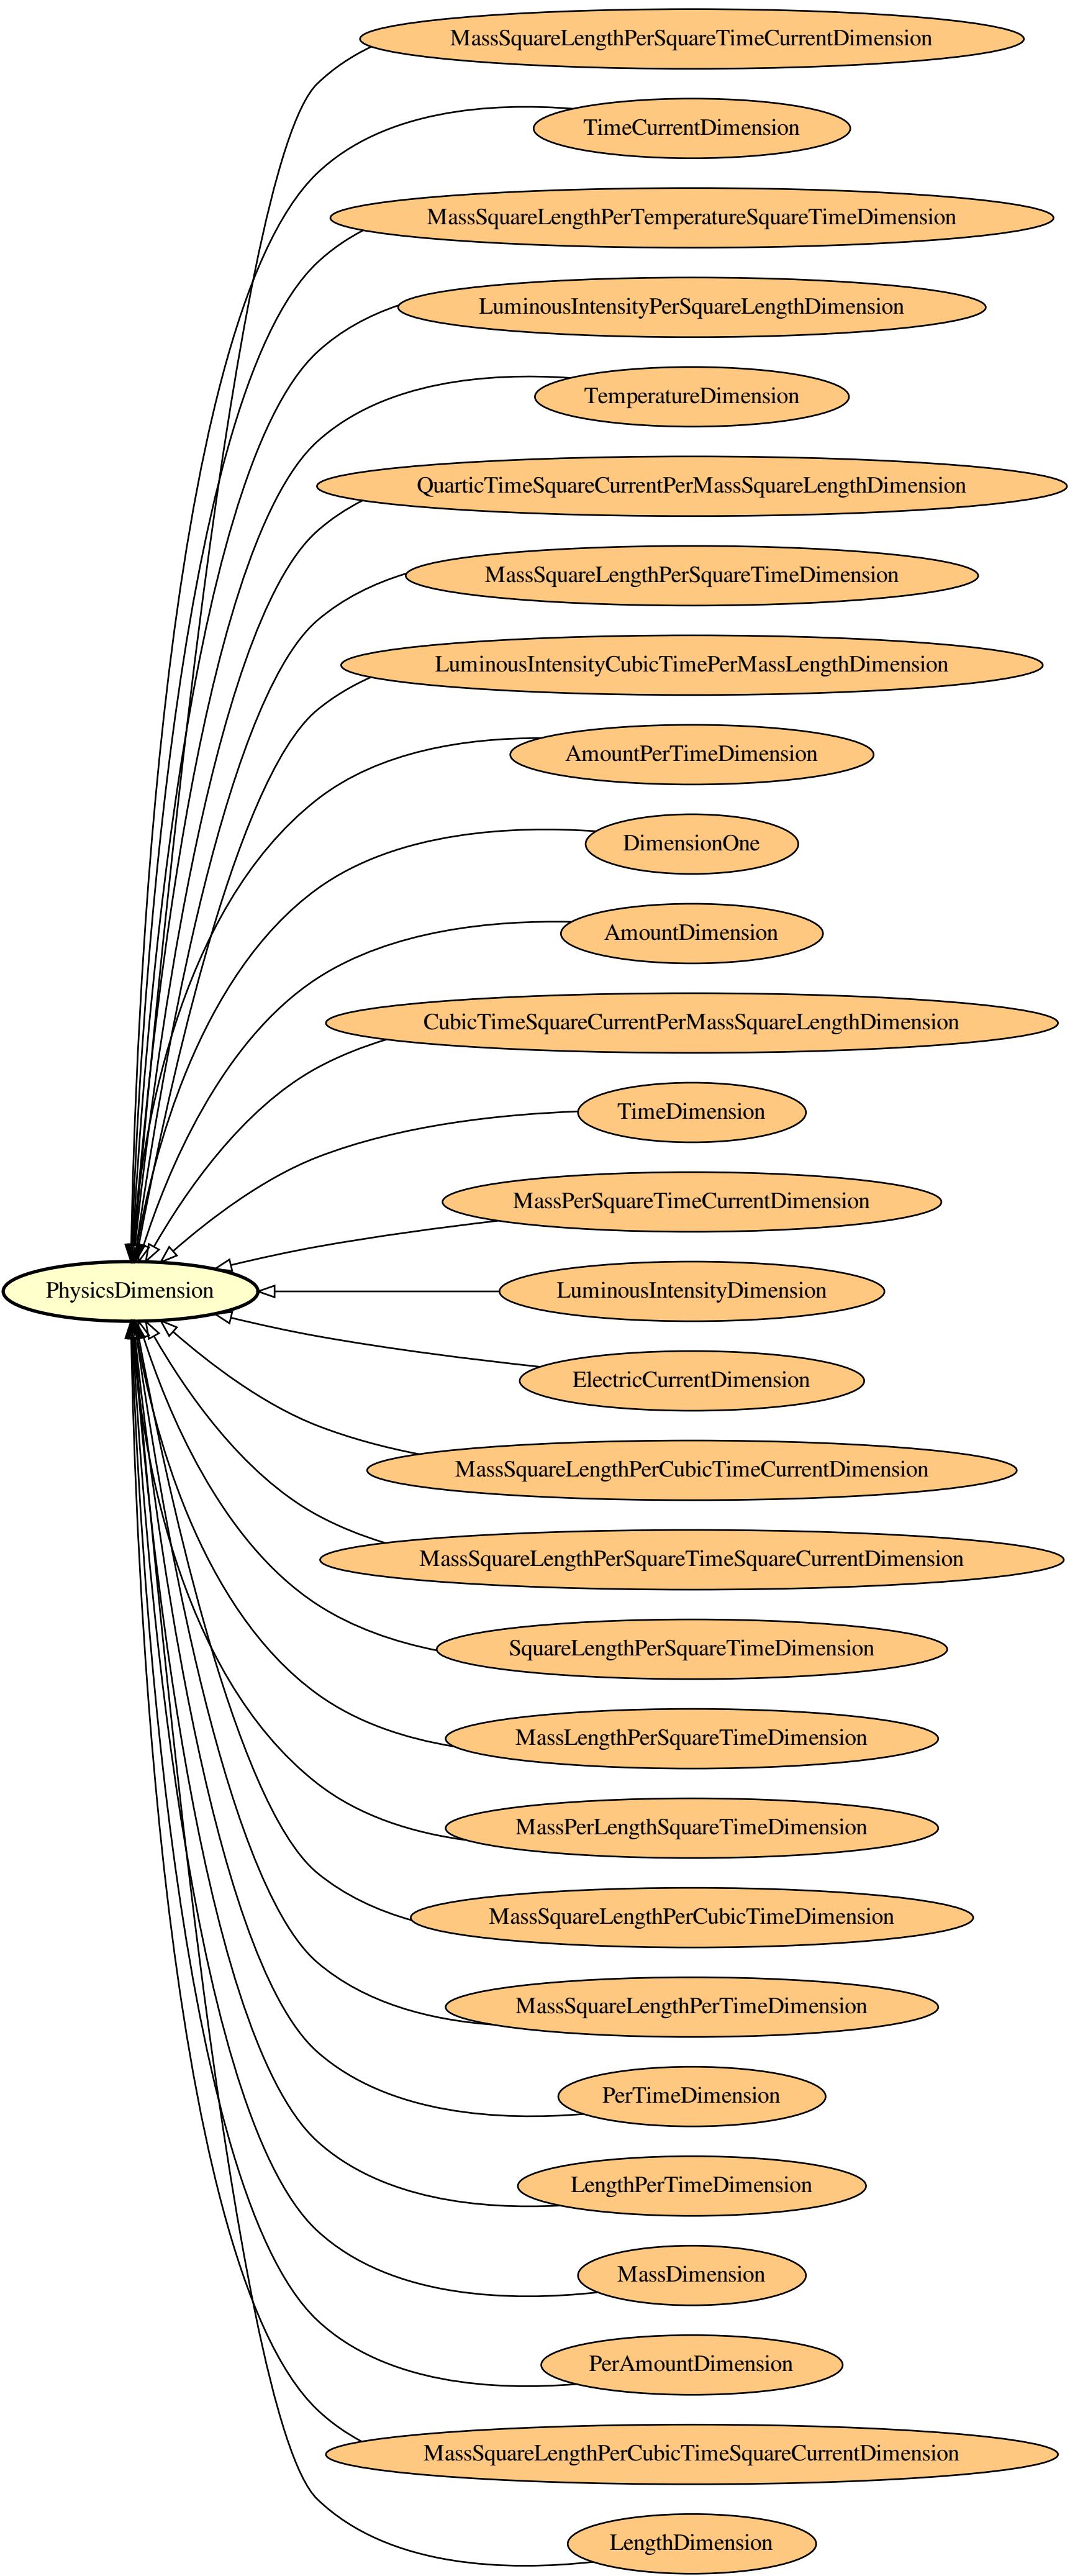 MassSquareLengthPerSquareTimeCurrentDimension
TimeCurrentDimension
MassSquareLengthPerTemperatureSquareTimeDimension
LuminousIntensityPerSquareLengthDimension
TemperatureDimension
QuarticTimeSquareCurrentPerMassSquareLengthDimension
MassSquareLengthPerSquareTimeDimension
LuminousIntensityCubicTimePerMassLengthDimension
AmountPerTimeDimension
DimensionOne
AmountDimension
CubicTimeSquareCurrentPerMassSquareLengthDimension
TimeDimension
MassPerSquareTimeCurrentDimension
PhysicsDimension
LuminousIntensityDimension
ElectricCurrentDimension
MassSquareLengthPerCubicTimeCurrentDimension
MassSquareLengthPerSquareTimeSquareCurrentDimension
SquareLengthPerSquareTimeDimension
MassLengthPerSquareTimeDimension
MassPerLengthSquareTimeDimension
MassSquareLengthPerCubicTimeDimension
MassSquareLengthPerTimeDimension
PerTimeDimension
LengthPerTimeDimension
MassDimension
PerAmountDimension
MassSquareLengthPerCubicTimeSquareCurrentDimension
LengthDimension